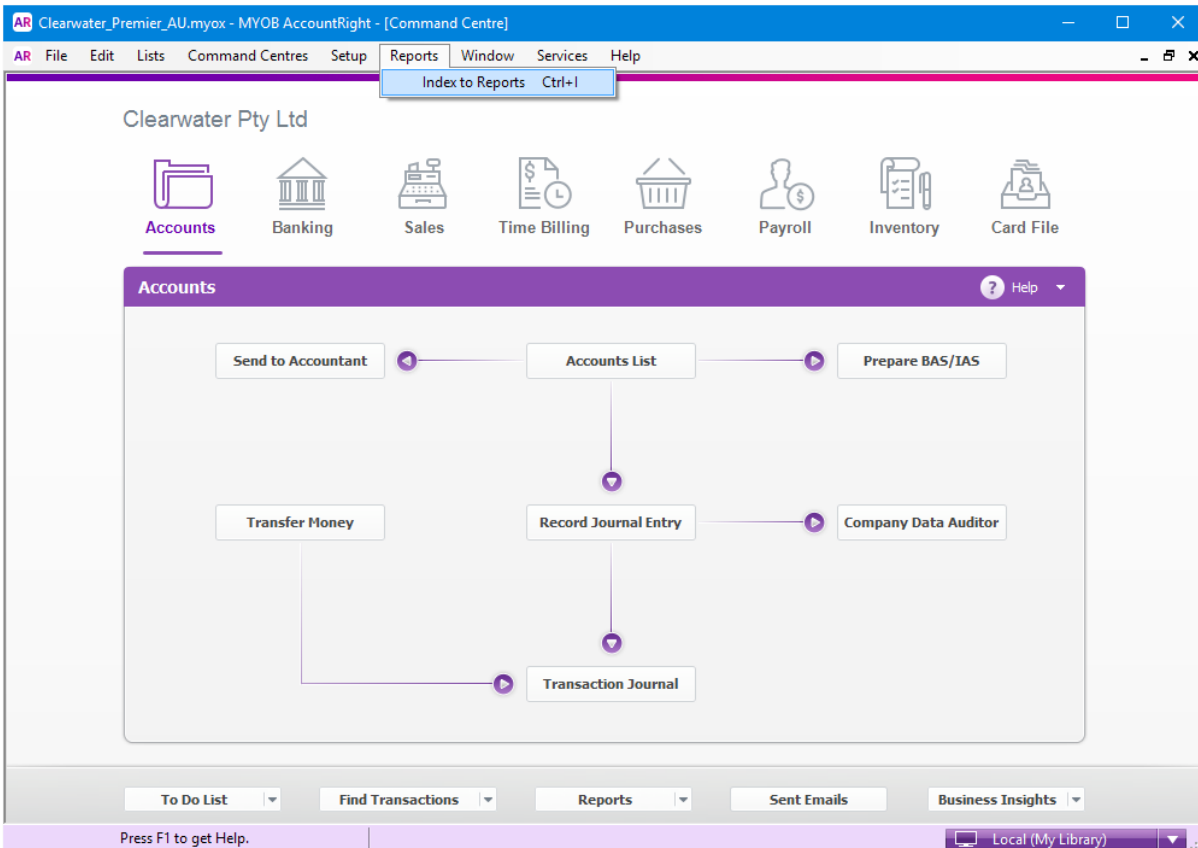 AR Clearwater_Premier_AU.myox - MYOB AccountRight - [Command Centre]
AR File Edit Lists Command Centres Setup Reports Window Services Help
Index to Reports Ctrl+I
Clearwater Pty Ltd
Accounts Banking Sales Time Billing Purchases Payroll Inventory Card File
Accounts ? Help
Send to Accountant Accounts List Prepare BAS/IAS
Transfer Money Record Journal Entry Company Data Auditor
Transaction Journal
To Do List Find Transactions Reports Sent Emails Business Insights
Press F1 to get Help. Local (My Library)